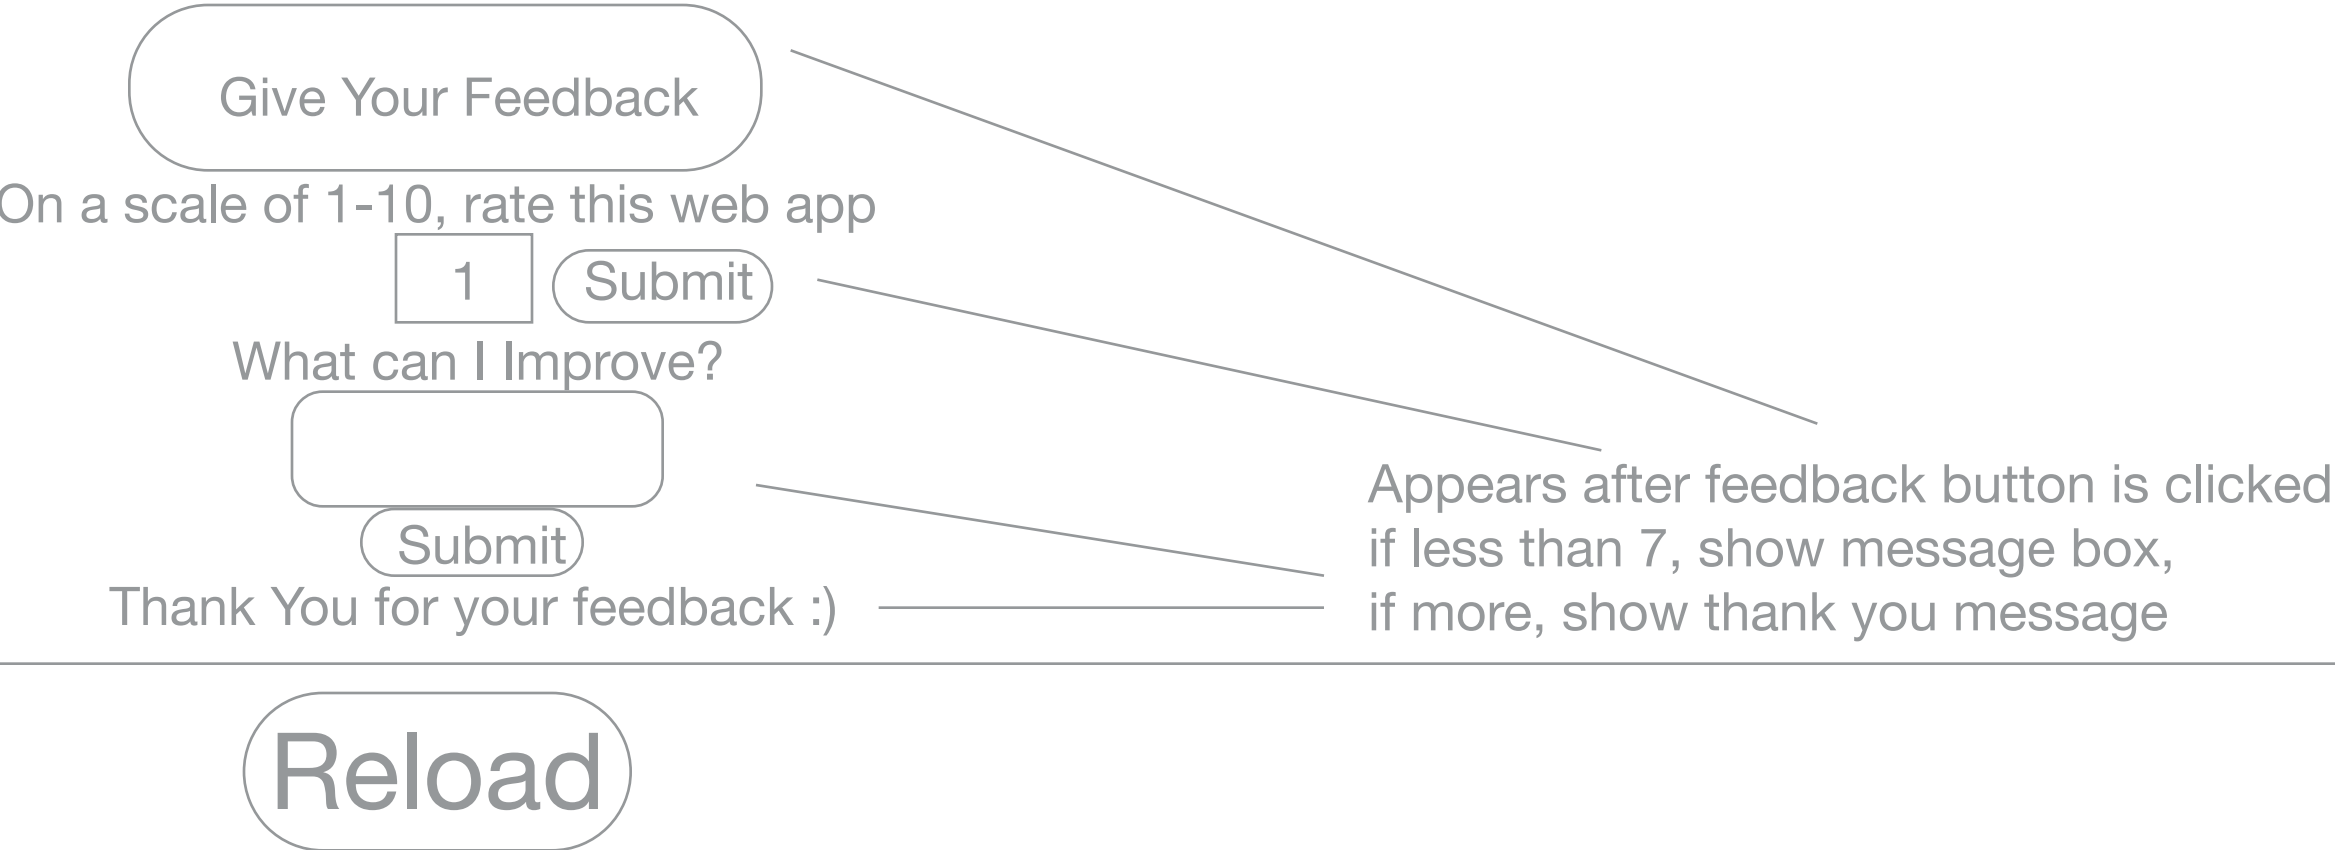 Give Your Feedback
On a scale of 1-10, rate this web app
1
Submit
What can I Improve?
Submit
Thank You for your feedback :)
Appears after feedback button is clicked
if less than 7, show message box,
if more, show thank you message
Reload